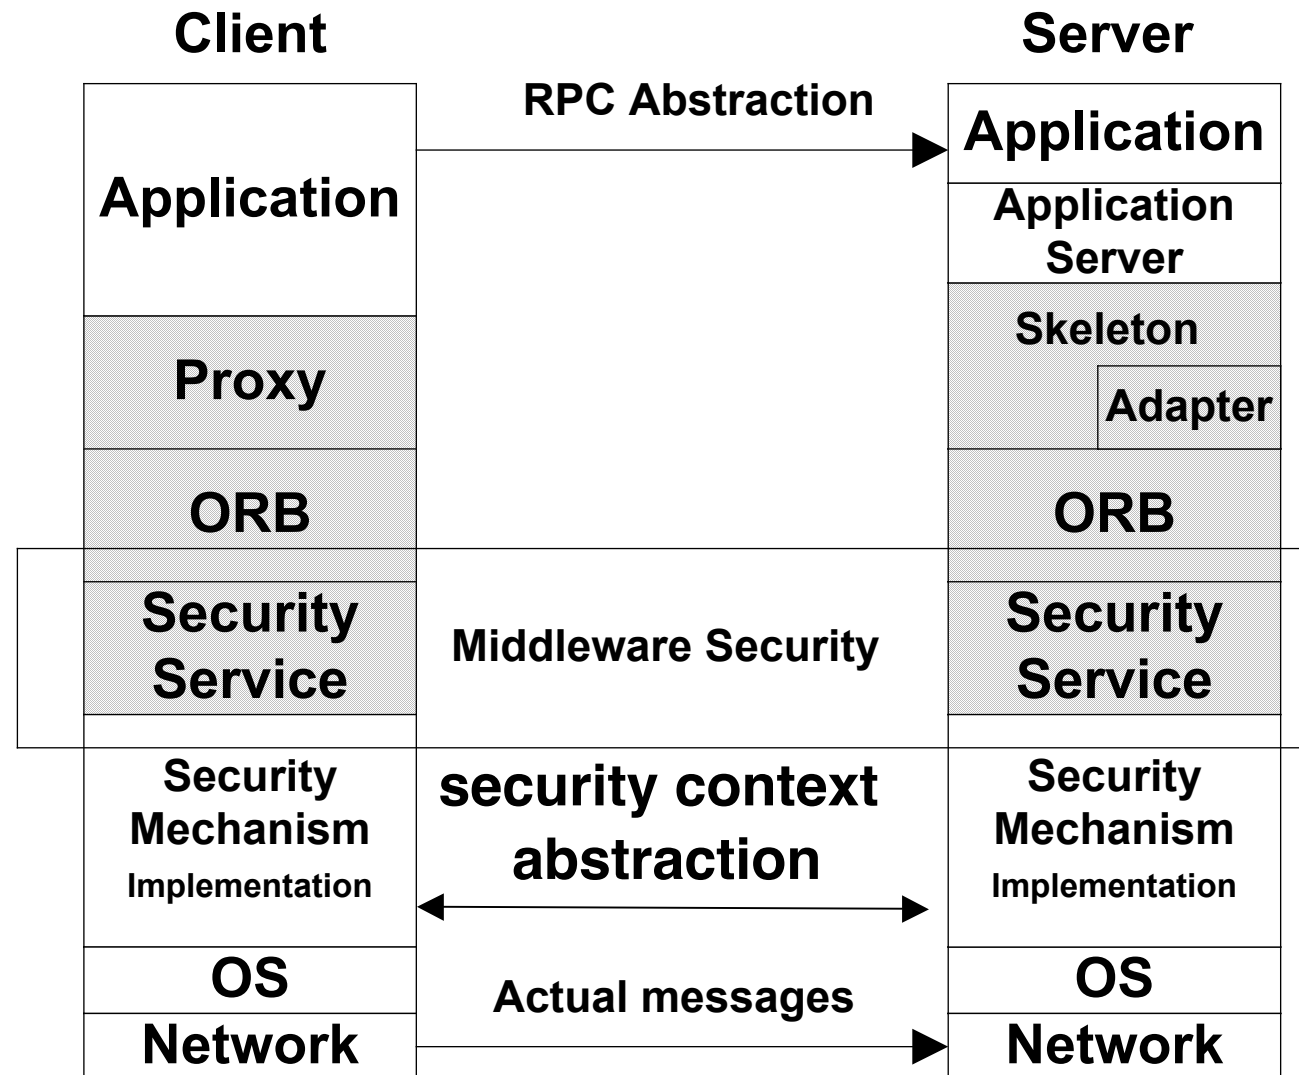 Client
Server
RPC Abstraction
Application
Application
Application
Server
Skeleton
Proxy
Adapter
ORB
ORB
Security
Service
Middleware Security
Security
Service
Security
Mechanism
Implementation
security context
abstraction
Security
Mechanism
Implementation
OS
Actual messages
OS
Network
Network